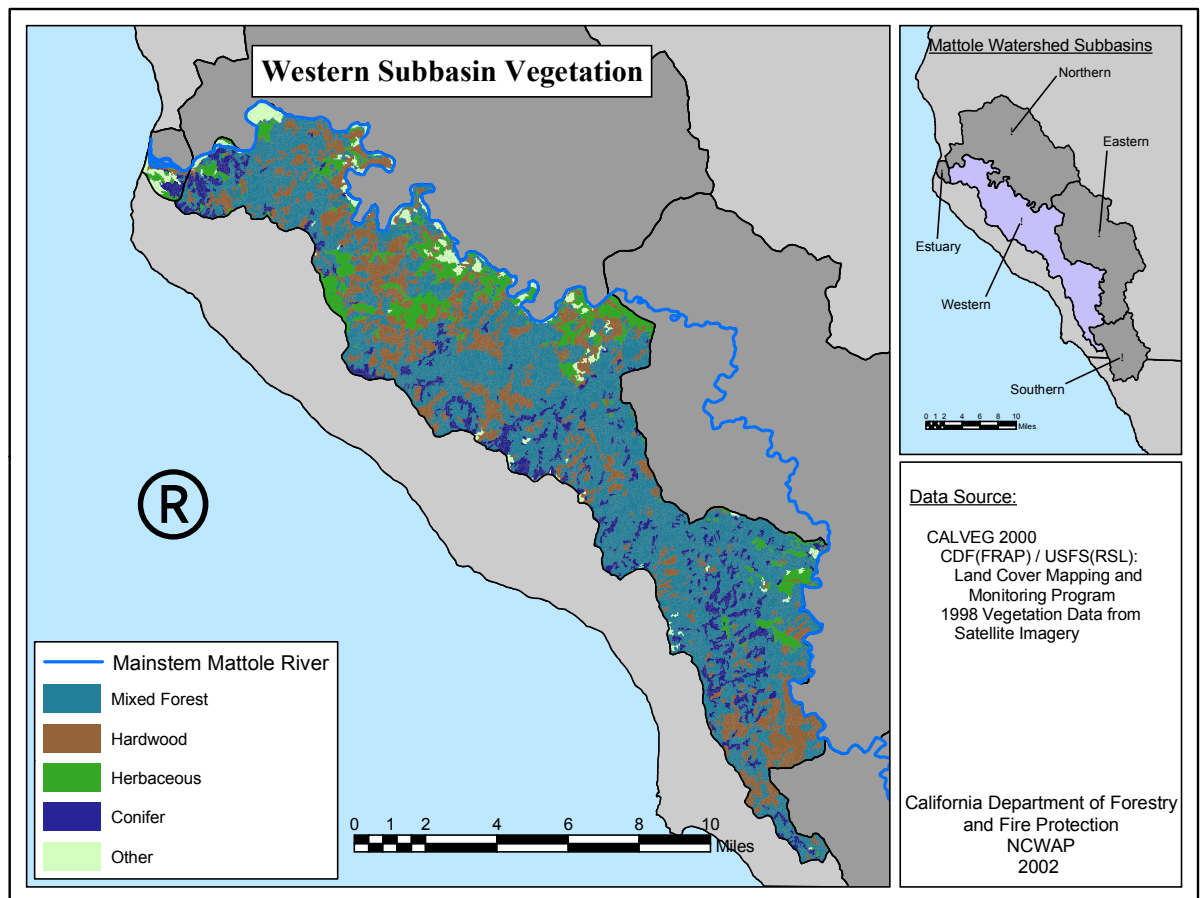 Western Subbasin Vegetation
®
Mainstem Mattole River
Mixed Forest
Hardwood
Herbaceous
Conifer
Other
0 2 4 6 8 10
Miles
Mattole Watershed Subbasins
Northern
Eastern
Estuary
Western
Southern
0 1 2 4 6 8 10
Miles
Data Source:
CALVEG 2000
CDF(FRAP) / USFS(RSL):
Land Cover Mapping and
Monitoring Program
1998 Vegetation Data from
Satellite Imagery
California Department of Forestry
and Fire Protection
NCWAP
2002